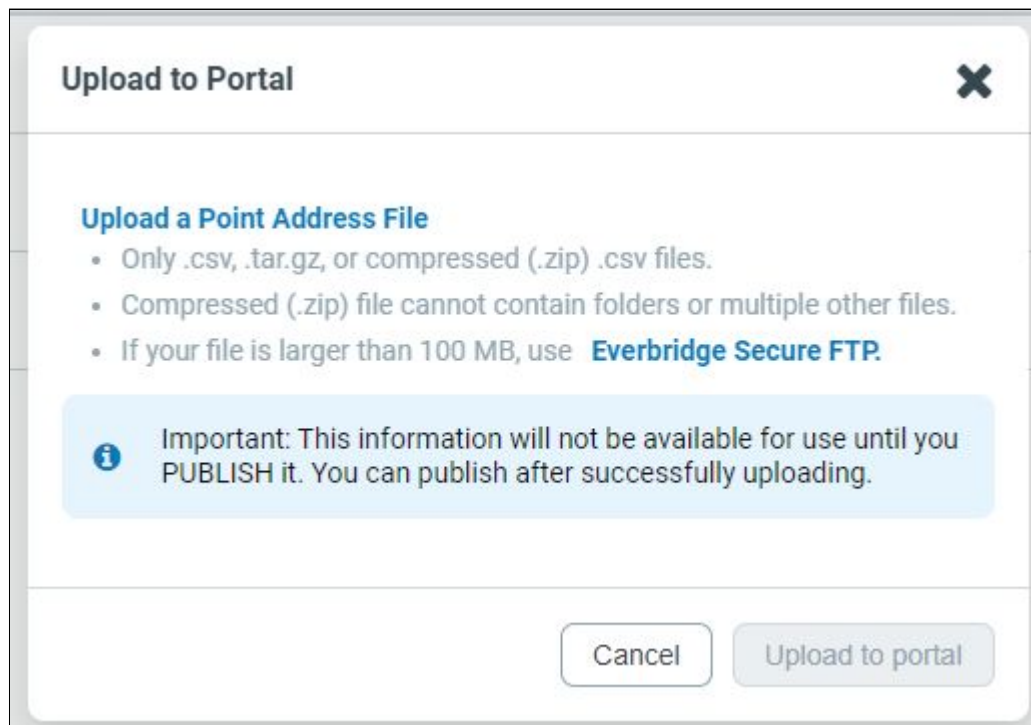 Upload to Portal
Upload a Point Address File
• Only .csv, .tar.gz, or compressed (.zip) .csv files.
• Compressed (.zip) file cannot contain folders or multiple other files.
• If your file is larger than 100 MB, use Everbridge Secure FTP.
Important: This information will not be available for use until you
PUBLISH it. You can publish after successfully uploading.
Cancel
Upload to portal